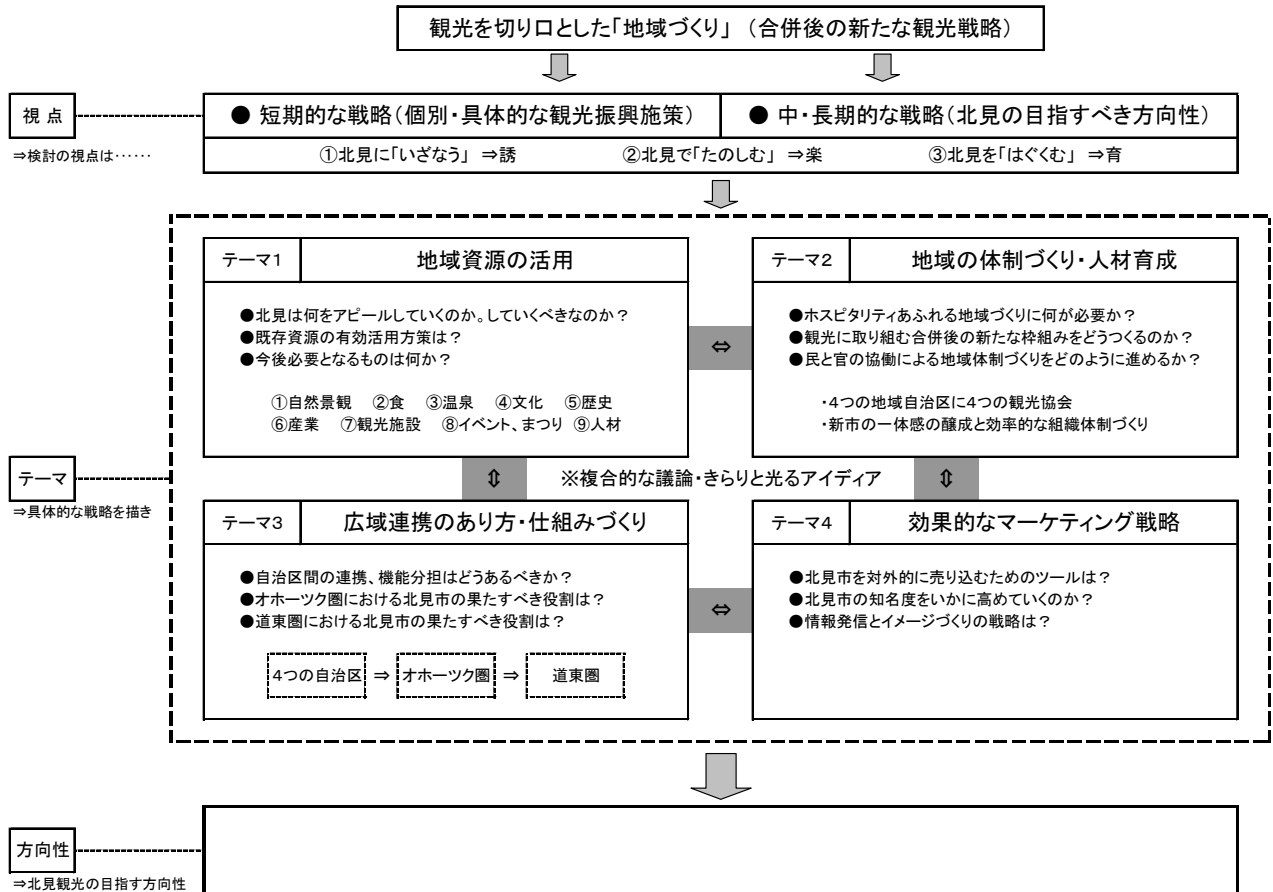 観光を切り口とした「地域づくり」 (合併後の新たな観光戦略)
視 点
● 短期的な戦略(個別・具体的な観光振興施策)
● 中・長期的な戦略(北見の目指すべき方向性)
⇒検討の視点は……
①北見に「いざなう」 ⇒誘 ②北見で「たのしむ」 ⇒楽 ③北見を「はぐくむ」 ⇒育
テーマ1 地域資源の活用
●北見は何をアピールしていくのか。していくべきなのか?
●既存資源の有効活用方策は?
●今後必要となるものは何か?
①自然景観 ②食 ③温泉 ④文化 ⑤歴史
⑥産業 ⑦観光施設 ⑧イベント、まつり ⑨人材
⇔
テーマ2 地域の体制づくり・人材育成
●ホスピタリティあふれる地域づくりに何が必要か?
●観光に取り組む合併後の新たな枠組みをどうつくるのか?
●民と官の協働による地域体制づくりをどのように進めるか?
・4つの地域自治区に4つの観光協会
・新市の一体感の醸成と効率的な組織体制づくり
テーマ
⇒具体的な戦略を描き
⇕ ※複合的な議論・きらりと光るアイディア ⇕
テーマ3 広域連携のあり方・仕組みづくり
●自治区間の連携、機能分担はどうあるべきか?
●オホーツク圏における北見市の果たすべき役割は?
●道東圏における北見市の果たすべき役割は?
4つの自治区 ⇒ オホーツク圏 ⇒ 道東圏
⇔
テーマ4 効果的なマーケティング戦略
●北見市を対外的に売り込むためのツールは?
●北見市の知名度をいかに高めていくのか?
●情報発信とイメージづくりの戦略は?
方向性
⇒北見観光の目指す方向性